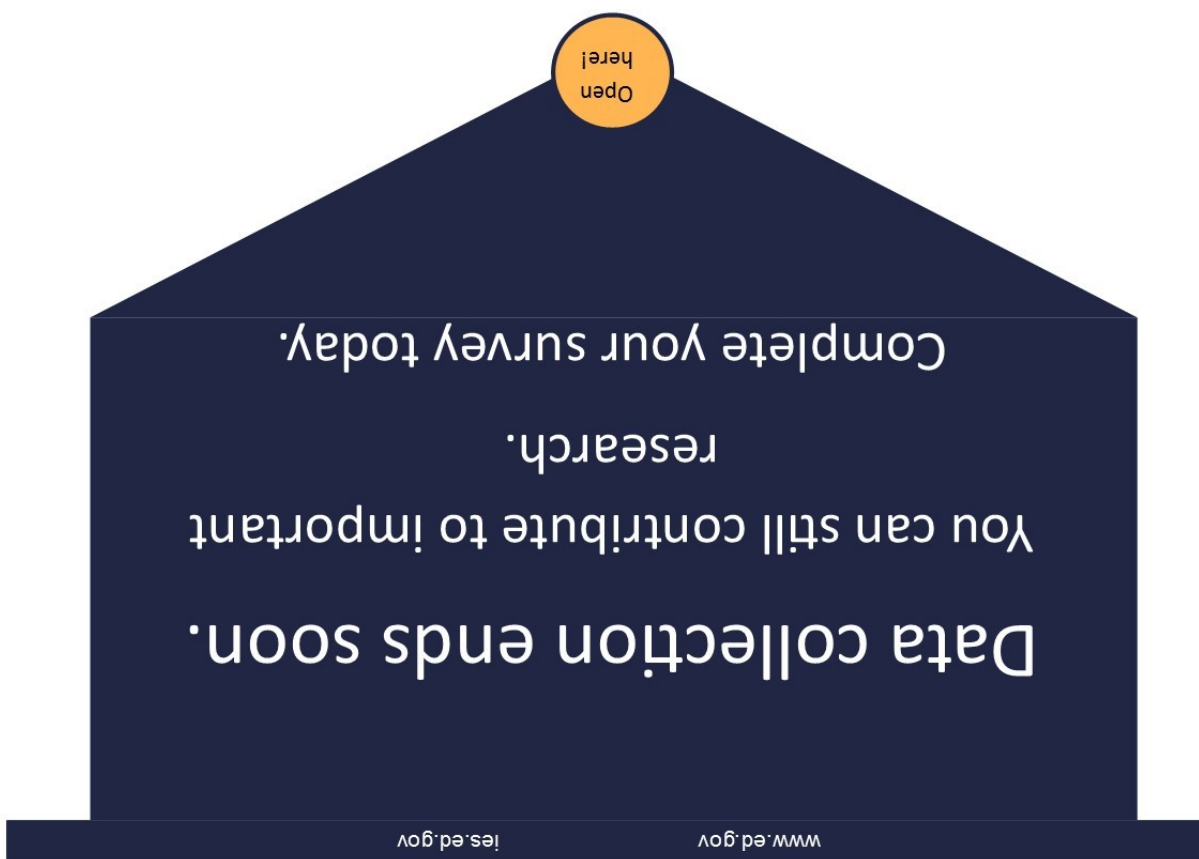 www.ed.gov ies.ed.gov
Data collection ends soon.
You can still contribute to important
research.
Complete your survey today.
Open
here!